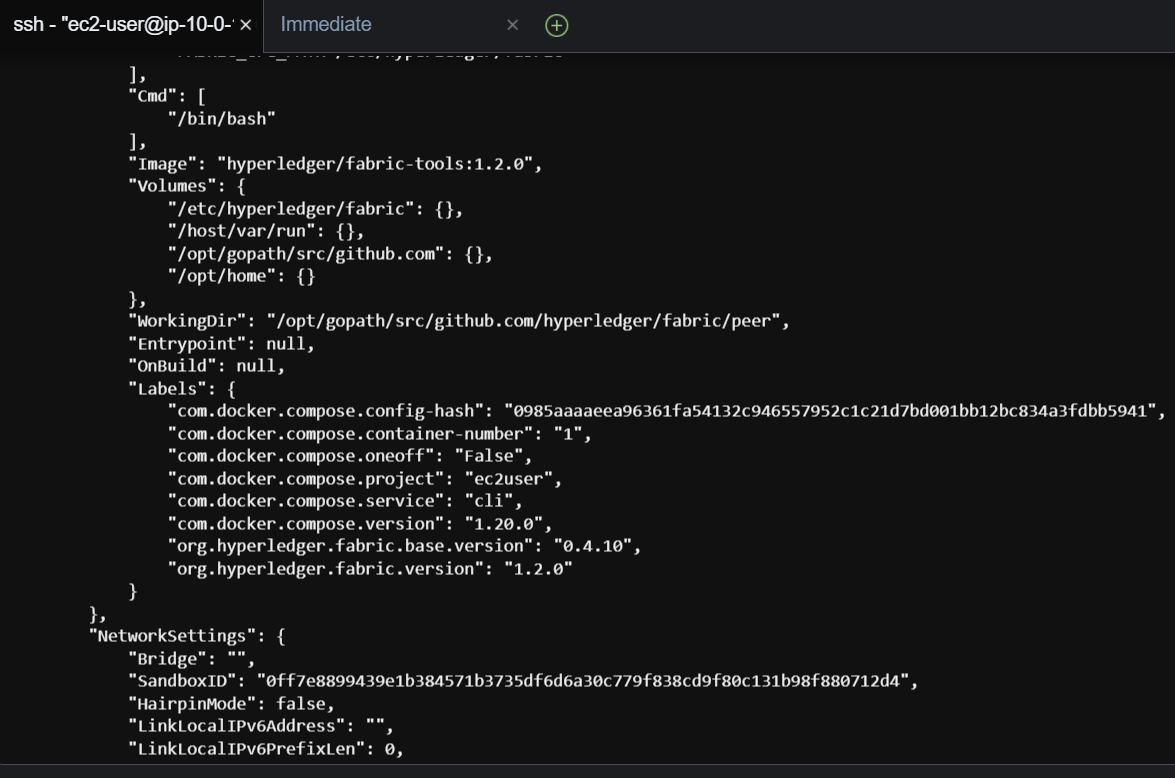 ssh - "ec2-user@ip-10-0- × Immediate ×
],
"Cmd": [
"/bin/bash"
],
"Image": "hyperledger/fabric-tools:1.2.0",
"Volumes": {
"/etc/hyperledger/fabric": {},
"/host/var/run": {},
"/opt/gopath/src/github.com": {},
"/opt/home": {}
},
"WorkingDir": "/opt/gopath/src/github.com/hyperledger/fabric/peer",
"Entrypoint": null,
"OnBuild": null,
"Labels": {
"com.docker.compose.config-hash": "0985aaaaeea96361fa54132c946557952c1c21d7bd001bb12bc834a3fdbb5941",
"com.docker.compose.container-number": "1",
"com.docker.compose.oneoff": "False",
"com.docker.compose.project": "ec2user",
"com.docker.compose.service": "cli",
"com.docker.compose.version": "1.20.0",
"org.hyperledger.fabric.base.version": "0.4.10",
"org.hyperledger.fabric.version": "1.2.0"
}
},
"NetworkSettings": {
"Bridge": "",
"SandboxID": "0ff7e8899439e1b384571b3735df6d6a30c779f838cd9f80c131b98f880712d4",
"HairpinMode": false,
"LinkLocalIPv6Address": "",
"LinkLocalIPv6PrefixLen": 0,